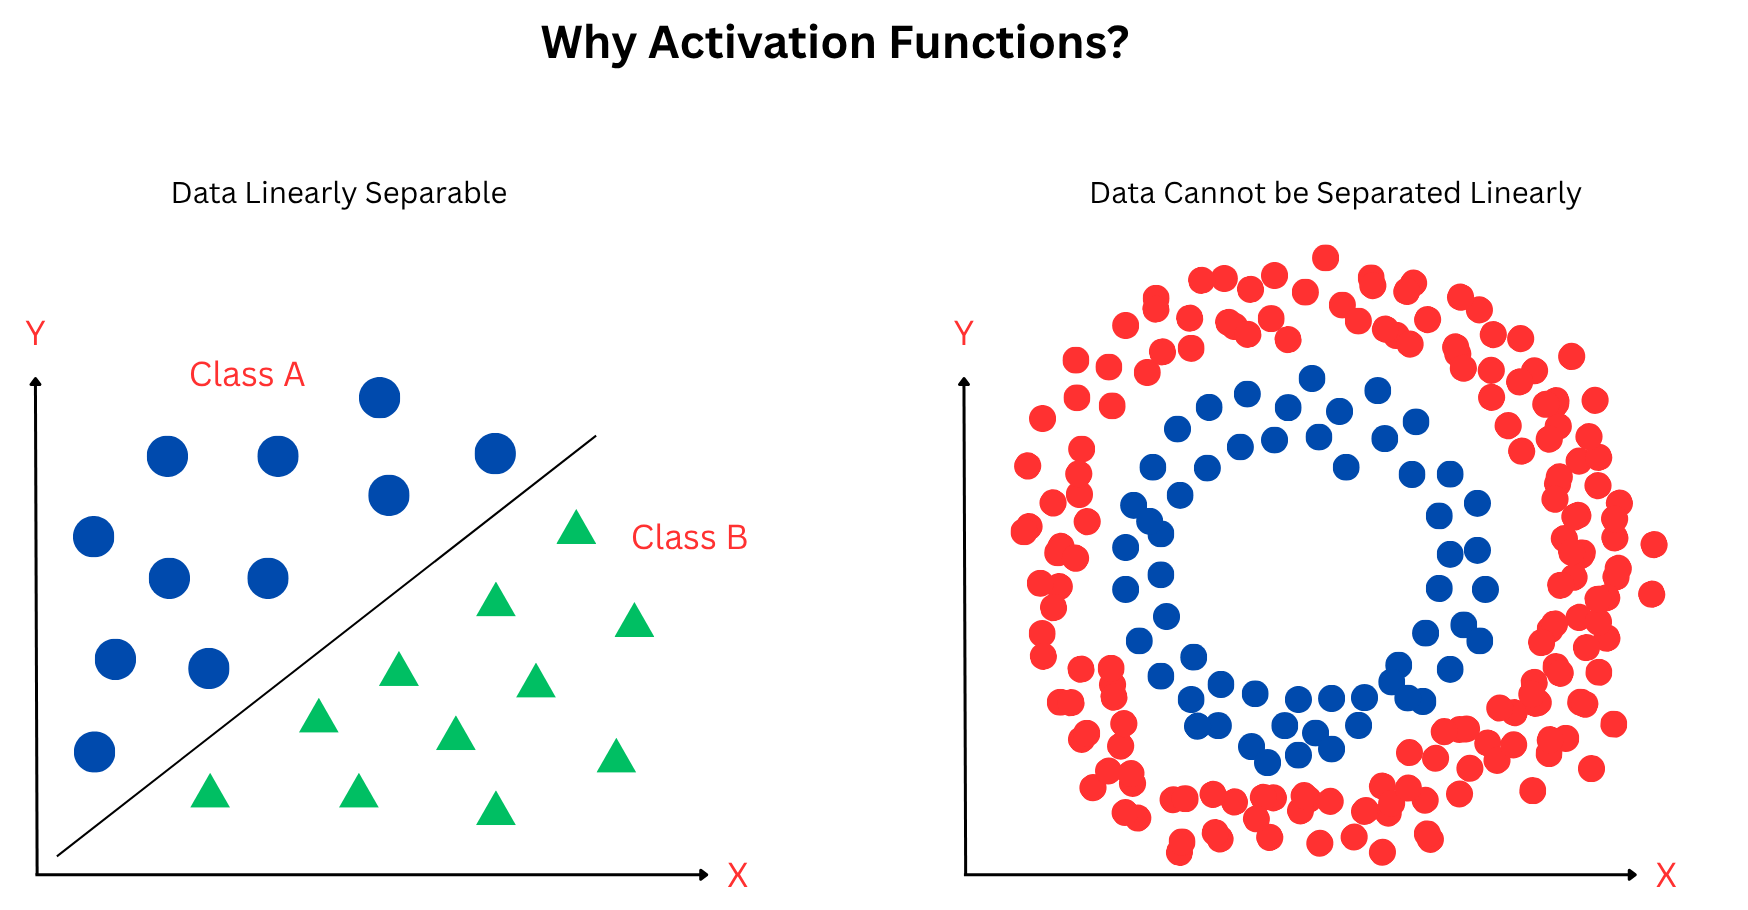 Why Activation Functions?
Data Linearly Separable
Data Cannot be Separated Linearly
Y
Class A
Class B
X
Y
X